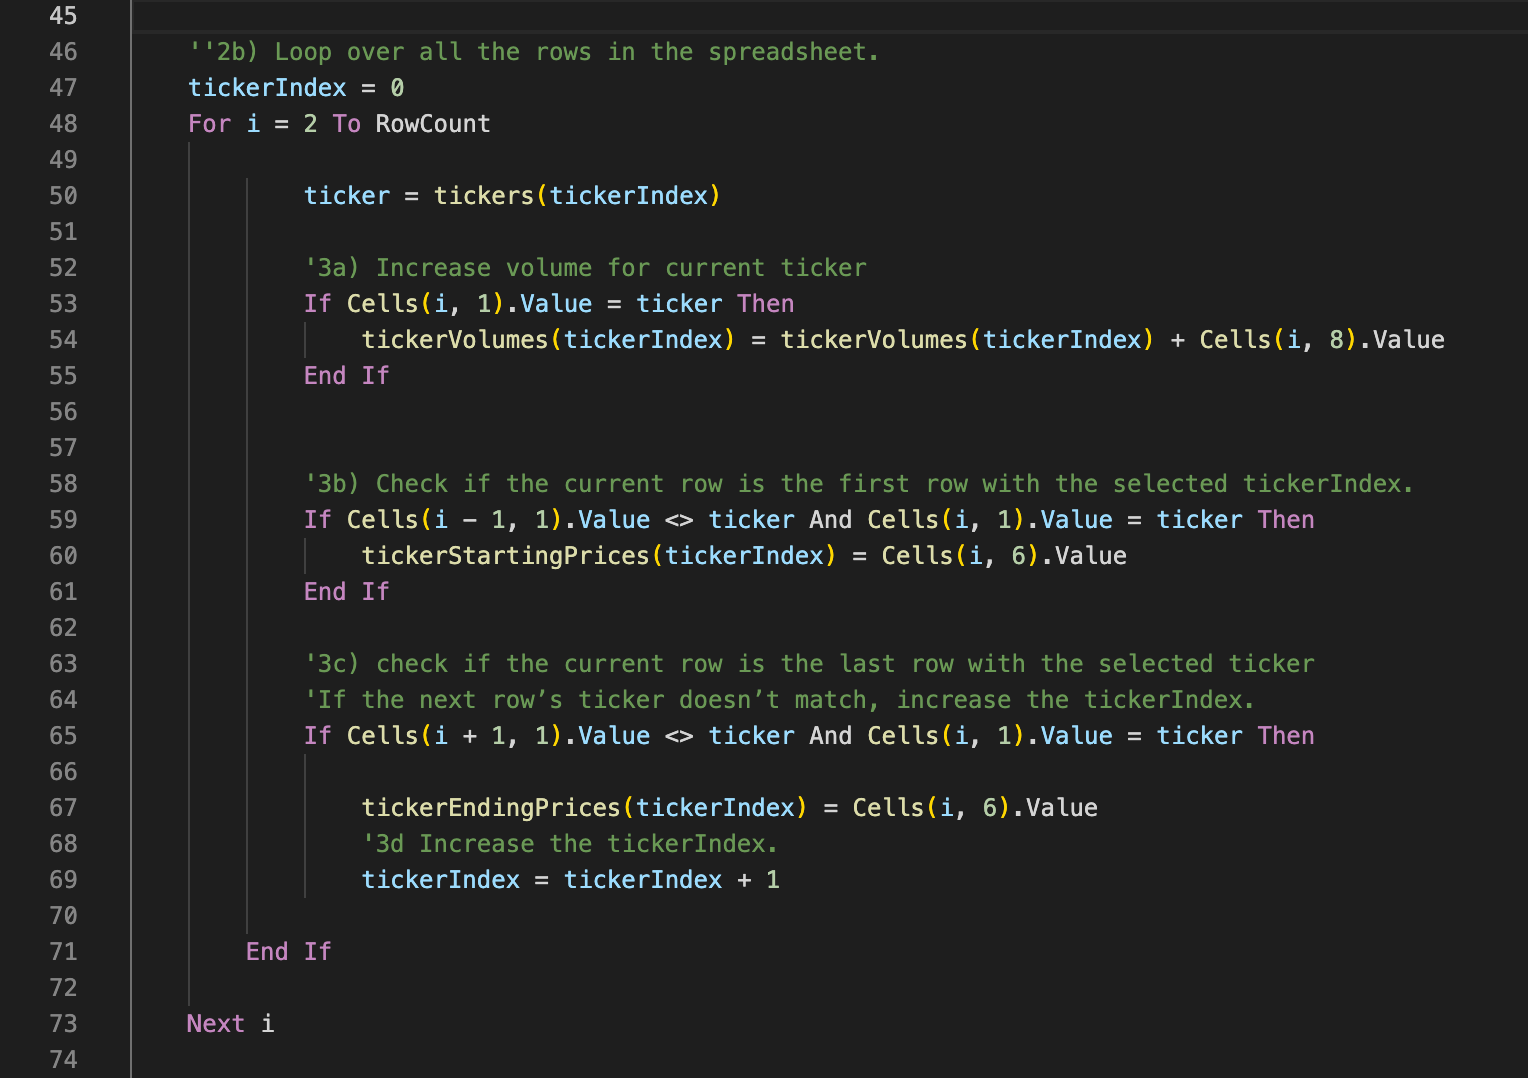 45
46 ''2b) Loop over all the rows in the spreadsheet.
47 tickerIndex = 0
48 For i = 2 To RowCount
49
50 ticker = tickers(tickerIndex)
51
52 '3a) Increase volume for current ticker
53 If Cells(i, 1).Value = ticker Then
54 tickerVolumes(tickerIndex) = tickerVolumes(tickerIndex) + Cells(i, 8).Value
55 End If
56
57
58 '3b) Check if the current row is the first row with the selected tickerIndex.
59 If Cells(i - 1, 1).Value <> ticker And Cells(i, 1).Value = ticker Then
60 tickerStartingPrices(tickerIndex) = Cells(i, 6).Value
61 End If
62
63 '3c) check if the current row is the last row with the selected ticker
64 'If the next row’s ticker doesn’t match, increase the tickerIndex.
65 If Cells(i + 1, 1).Value <> ticker And Cells(i, 1).Value = ticker Then
66
67 tickerEndingPrices(tickerIndex) = Cells(i, 6).Value
68 '3d Increase the tickerIndex.
69 tickerIndex = tickerIndex + 1
70
71 End If
72
73 Next i
74